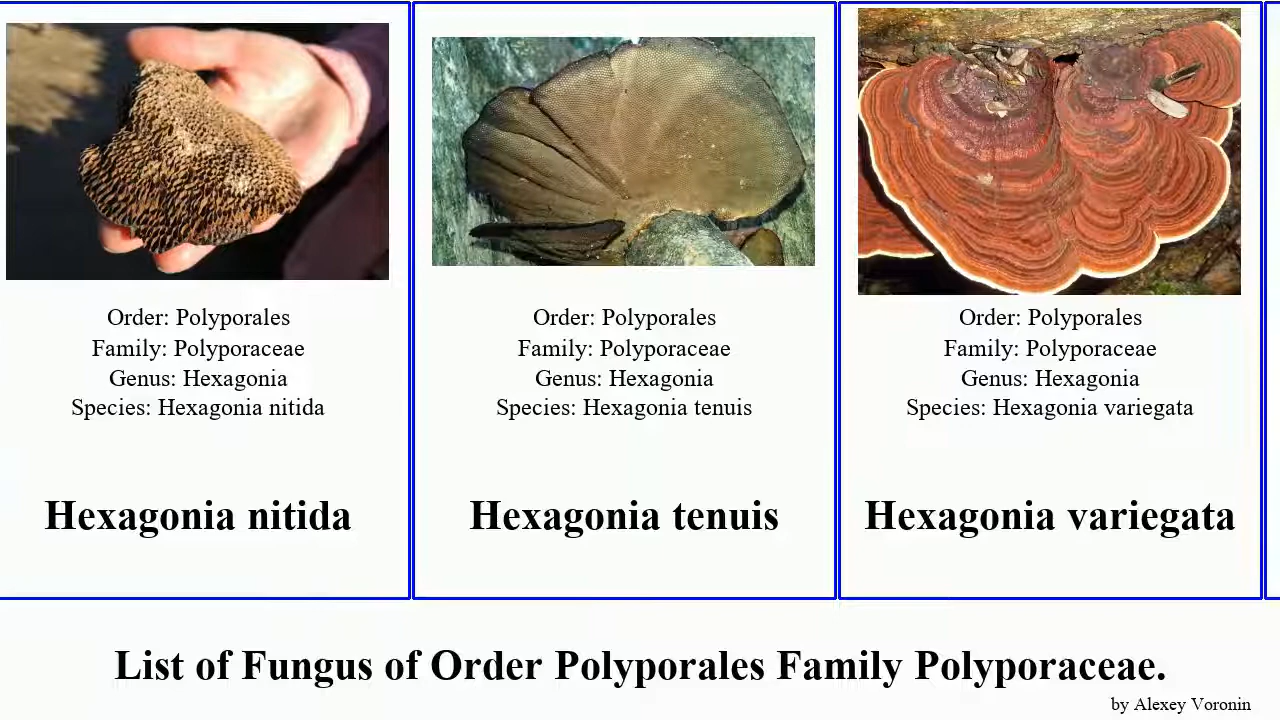 Order: Polyporales
Family: Polyporaceae
Genus: Hexagonia
Species: Hexagonia nitida
Hexagonia nitida
Order: Polyporales
Family: Polyporaceae
Genus: Hexagonia
Species: Hexagonia tenuis
Hexagonia tenuis
Order: Polyporales
Family: Polyporaceae
Genus: Hexagonia
Species: Hexagonia variegata
Hexagonia variegata
List of Fungus of Order Polyporales Family Polyporaceae.
by Alexey Voronin